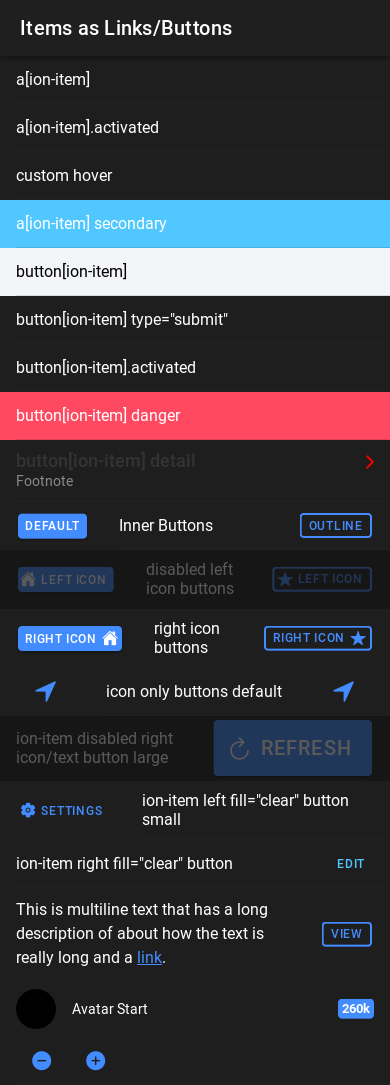 Items as Links/Buttons
a[ion-item]
a[ion-item].activated
custom hover
a[ion-item] secondary
button[ion-item]
button[ion-item] type="submit"
button[ion-item].activated
button[ion-item] danger
button[ion-item] detail
Footnote
DEFAULT Inner Buttons OUTLINE
LEFT ICON disabled left icon buttons LEFT ICON
RIGHT ICON right icon buttons RIGHT ICON
icon only buttons default
ion-item disabled right
icon/text button large
REFRESH
SETTINGS
ion-item left fill="clear" button
small
ion-item right fill="clear" button EDIT
This is multiline text that has a long
description of about how the text is
really long and a link.
VIEW
Avatar Start 260k